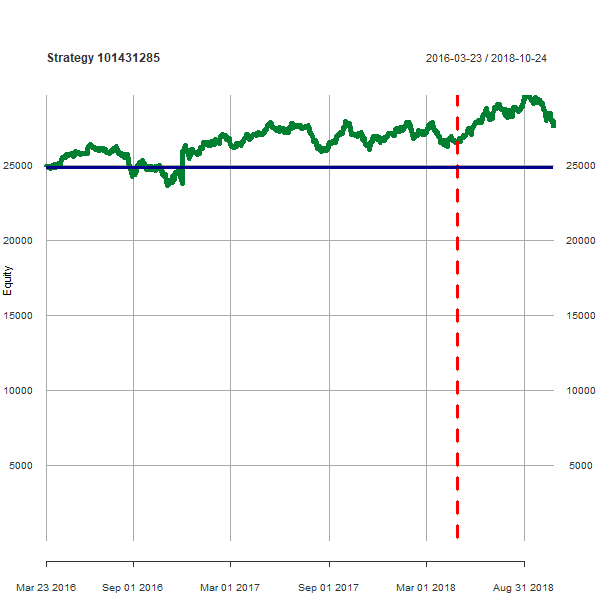 Strategy 101431285 2016-03-23 / 2018-10-24
25000 25000
20000 20000
Equity
15000 15000
10000 10000
5000 5000
Mar 23 2016 Sep 01 2016 Mar 01 2017 Sep 01 2017 Mar 01 2018 Aug 31 2018